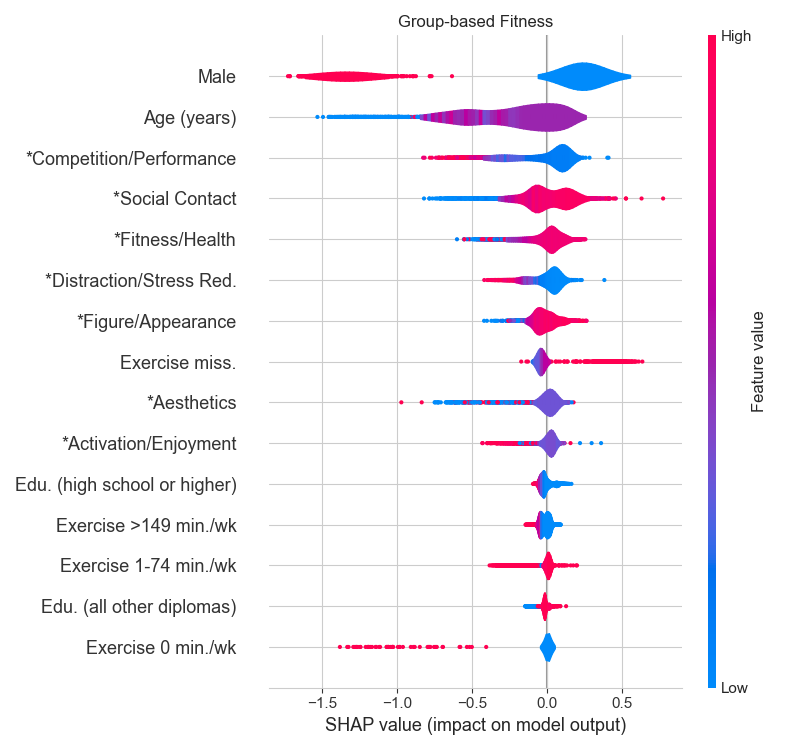 Group-based Fitness
High
Male
Age (years)
*Competition/Performance
*Social Contact
*Fitness/Health
*Distraction/Stress Red.
*Figure/Appearance
Exercise miss.
*Aesthetics
*Activation/Enjoyment
Edu. (high school or higher)
Exercise >149 min./wk
Exercise 1-74 min./wk
Edu. (all other diplomas)
Exercise 0 min./wk
Feature value
Low
−1.5 −1.0 −0.5 0.0 0.5
SHAP value (impact on model output)